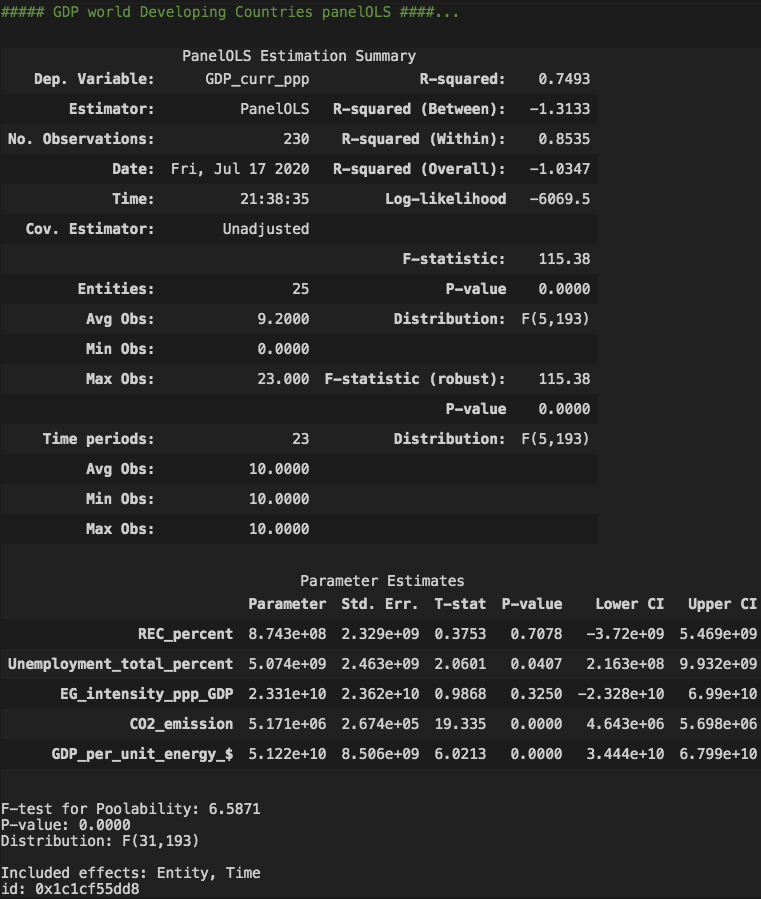 ##### GDP world Developing Countries panelOLS ####...
PanelOLS Estimation Summary
Dep. Variable: GDP_curr_ppp R-squared: 0.7493
Estimator: PanelOLS R-squared (Between): -1.3133
No. Observations: 230 R-squared (Within): 0.8535
Date: Fri, Jul 17 2020 R-squared (Overall): -1.0347
Time: 21:38:35 Log-likelihood -6069.5
Cov. Estimator: Unadjusted
F-statistic: 115.38
Entities: 25 P-value 0.0000
Avg Obs: 9.2000 Distribution: F(5,193)
Min Obs: 0.0000
Max Obs: 23.000 F-statistic (robust): 115.38
P-value 0.0000
Time periods: 23 Distribution: F(5,193)
Avg Obs: 10.0000
Min Obs: 10.0000
Max Obs: 10.0000
Parameter Estimates
Parameter Std. Err. T-stat P-value Lower CI Upper CI
REC_percent 8.743e+08 2.329e+09 0.3753 0.7078 -3.72e+09 5.469e+09
Unemployment_total_percent 5.074e+09 2.463e+09 2.0601 0.0407 2.163e+08 9.932e+09
EG_intensity_ppp_GDP 2.331e+10 2.362e+10 0.9868 0.3250 -2.328e+10 6.99e+10
CO2_emission 5.171e+06 2.674e+05 19.335 0.0000 4.643e+06 5.698e+06
GDP_per_unit_energy_$ 5.122e+10 8.506e+09 6.0213 0.0000 3.444e+10 6.799e+10
F-test for Poolability: 6.5871
P-value: 0.0000
Distribution: F(31,193)
Included effects: Entity, Time
id: 0x1c1cf55dd8